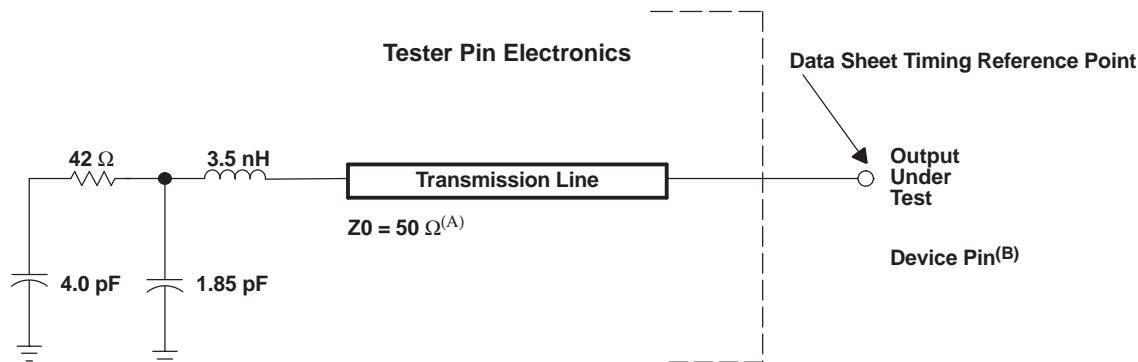 Tester Pin Electronics
Data Sheet Timing Reference Point
42 Ω
3.5 nH
Transmission Line
Output
Under
Test
Z0 = 50 Ω(A)
Device Pin(B)
4.0 pF
1.85 pF